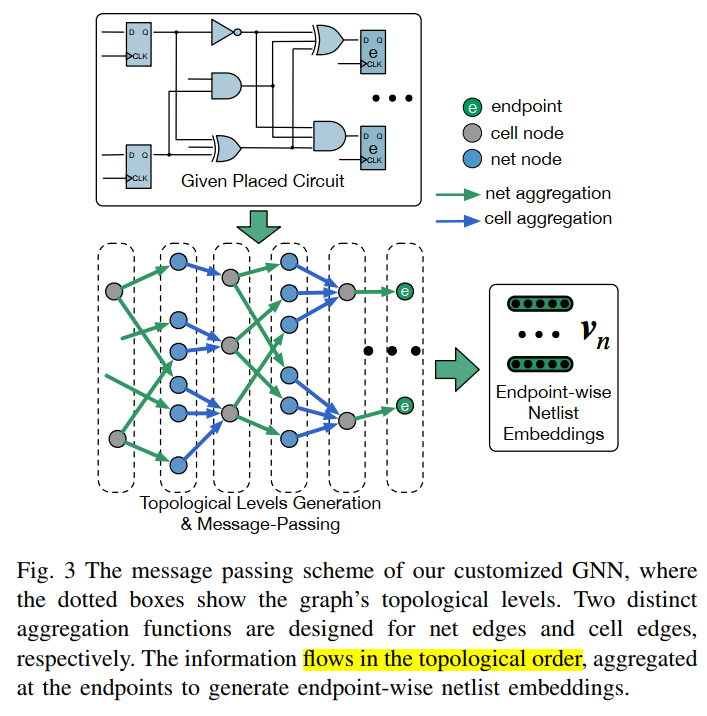 D Q
CLK
D Q
e
CLK
D Q
CLK
D Q
e
CLK
Given Placed Circuit
e endpoint
cell node
net node
net aggregation
cell aggregation
e
e
Topological Levels Generation
& Message-Passing
vn
Endpoint-wise
Netlist
Embeddings
Fig. 3 The message passing scheme of our customized GNN, where
the dotted boxes show the graph's topological levels. Two distinct
aggregation functions are designed for net edges and cell edges,
respectively. The information flows in the topological order, aggregated
at the endpoints to generate endpoint-wise netlist embeddings.